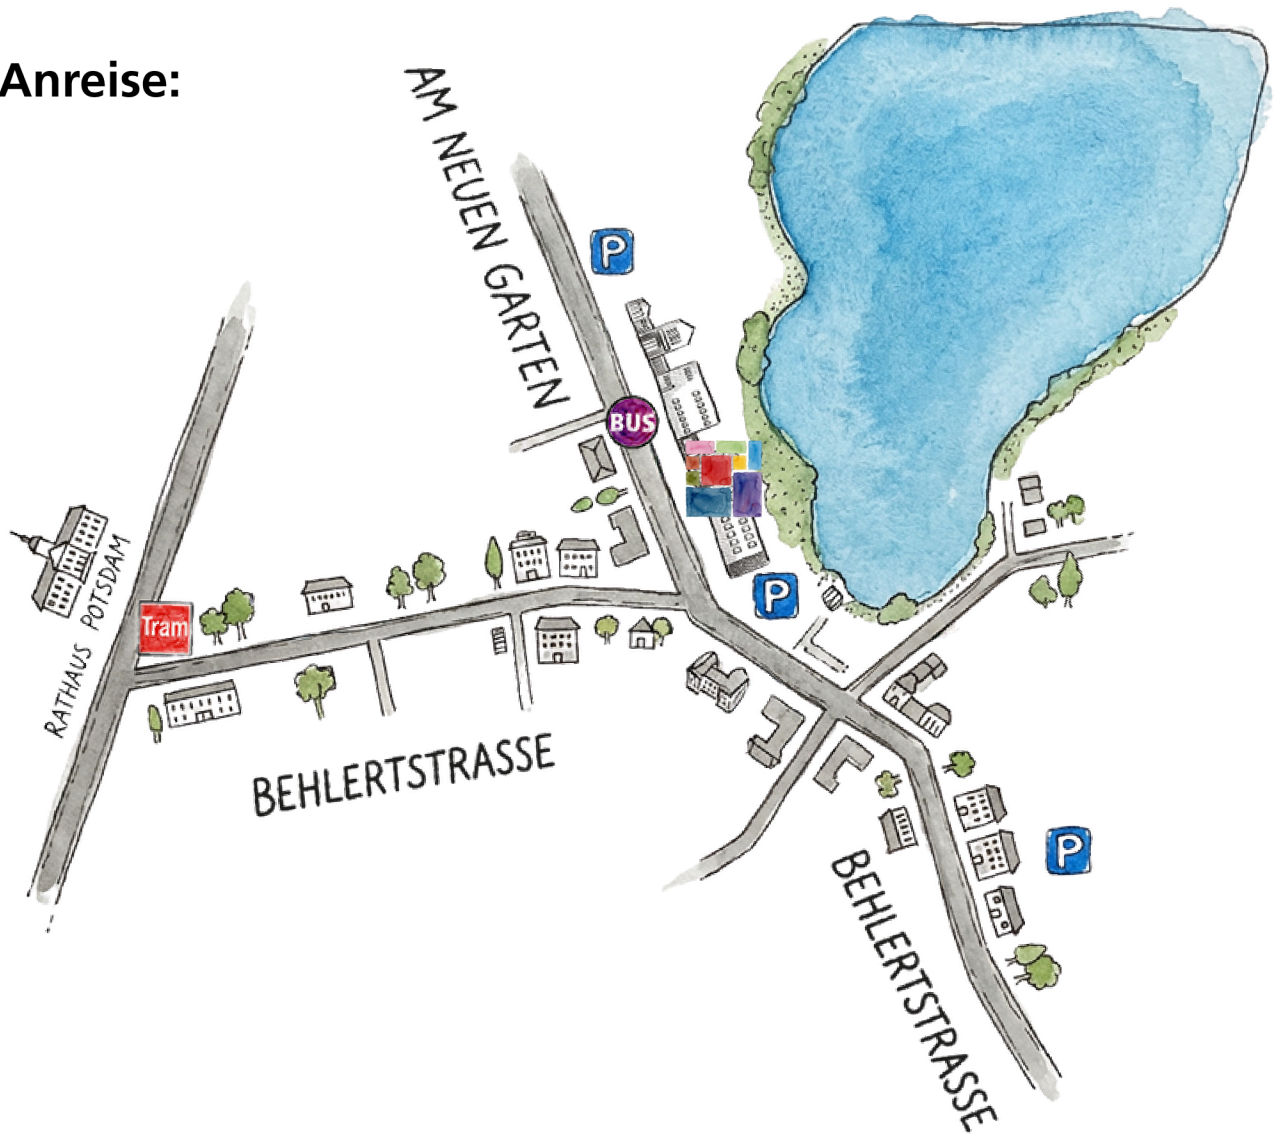 Anreise:
AM NEUEN GARTEN
P
BUS
RATHAUS POTSDAM
Tram
P
BEHLERTSTRASSE
P
BEHLERTSTRASSE